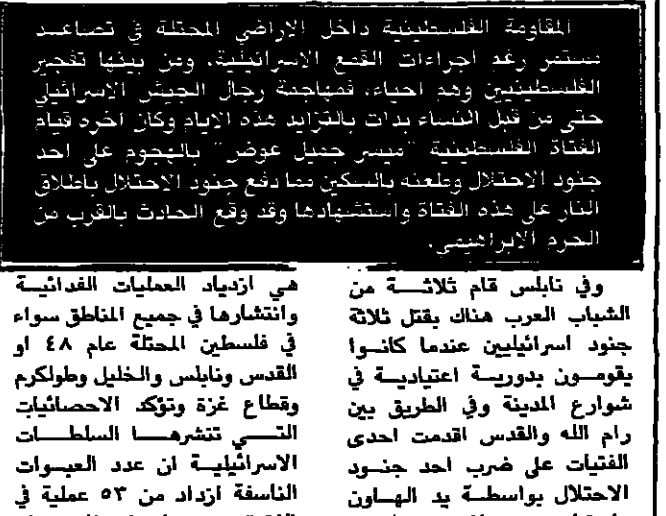 المقاومة الفلسطينية داخل الاراضي المحتلة في تصاعد
مستمر رغم اجراءات القمع الاسرائيلية، ومن بينها تفجير
الفلسطينيين وهم احياء، فمهاجمة رجال الجيش الاسرائيلي
حتى من قبل النساء بدات بالتزايد هذه الايام وكان اخره قيام
الفتاة الفلسطينية "ميسر جميل عوض" بالهجوم على احد
جنود الاحتلال وطعنه بالسكين مما دفع جنود الاحتلال باطلاق
النار على هذه الفتاة واستشهادها وقد وقع الحادث بالقرب من
الحرم الابراهيمي.
وفي نابلس قام ثلاثة من
الشباب العرب هناك بقتل ثلاثة
جنود اسرائيليين عندما كانوا
يقومون بدورية اعتيادية في
شوارع المدينة وفي الطريق بين
رام الله والقدس اقدمت احدى
الفتيات على ضرب احد جنود
الاحتلال بواسطة يد الهاون
هي ازدياد العمليات الفدائية
وانتشارها في جميع المناطق سواء
في فلسطين المحتلة عام ٤٨ او
القدس ونابلس والخليل وطولكرم
وقطاع غزة وتؤكد الاحصائيات
التي تنشرها السلطات
الاسرائيلية ان عدد العبوات
الناسفة ازداد من ٥٣ عملية في